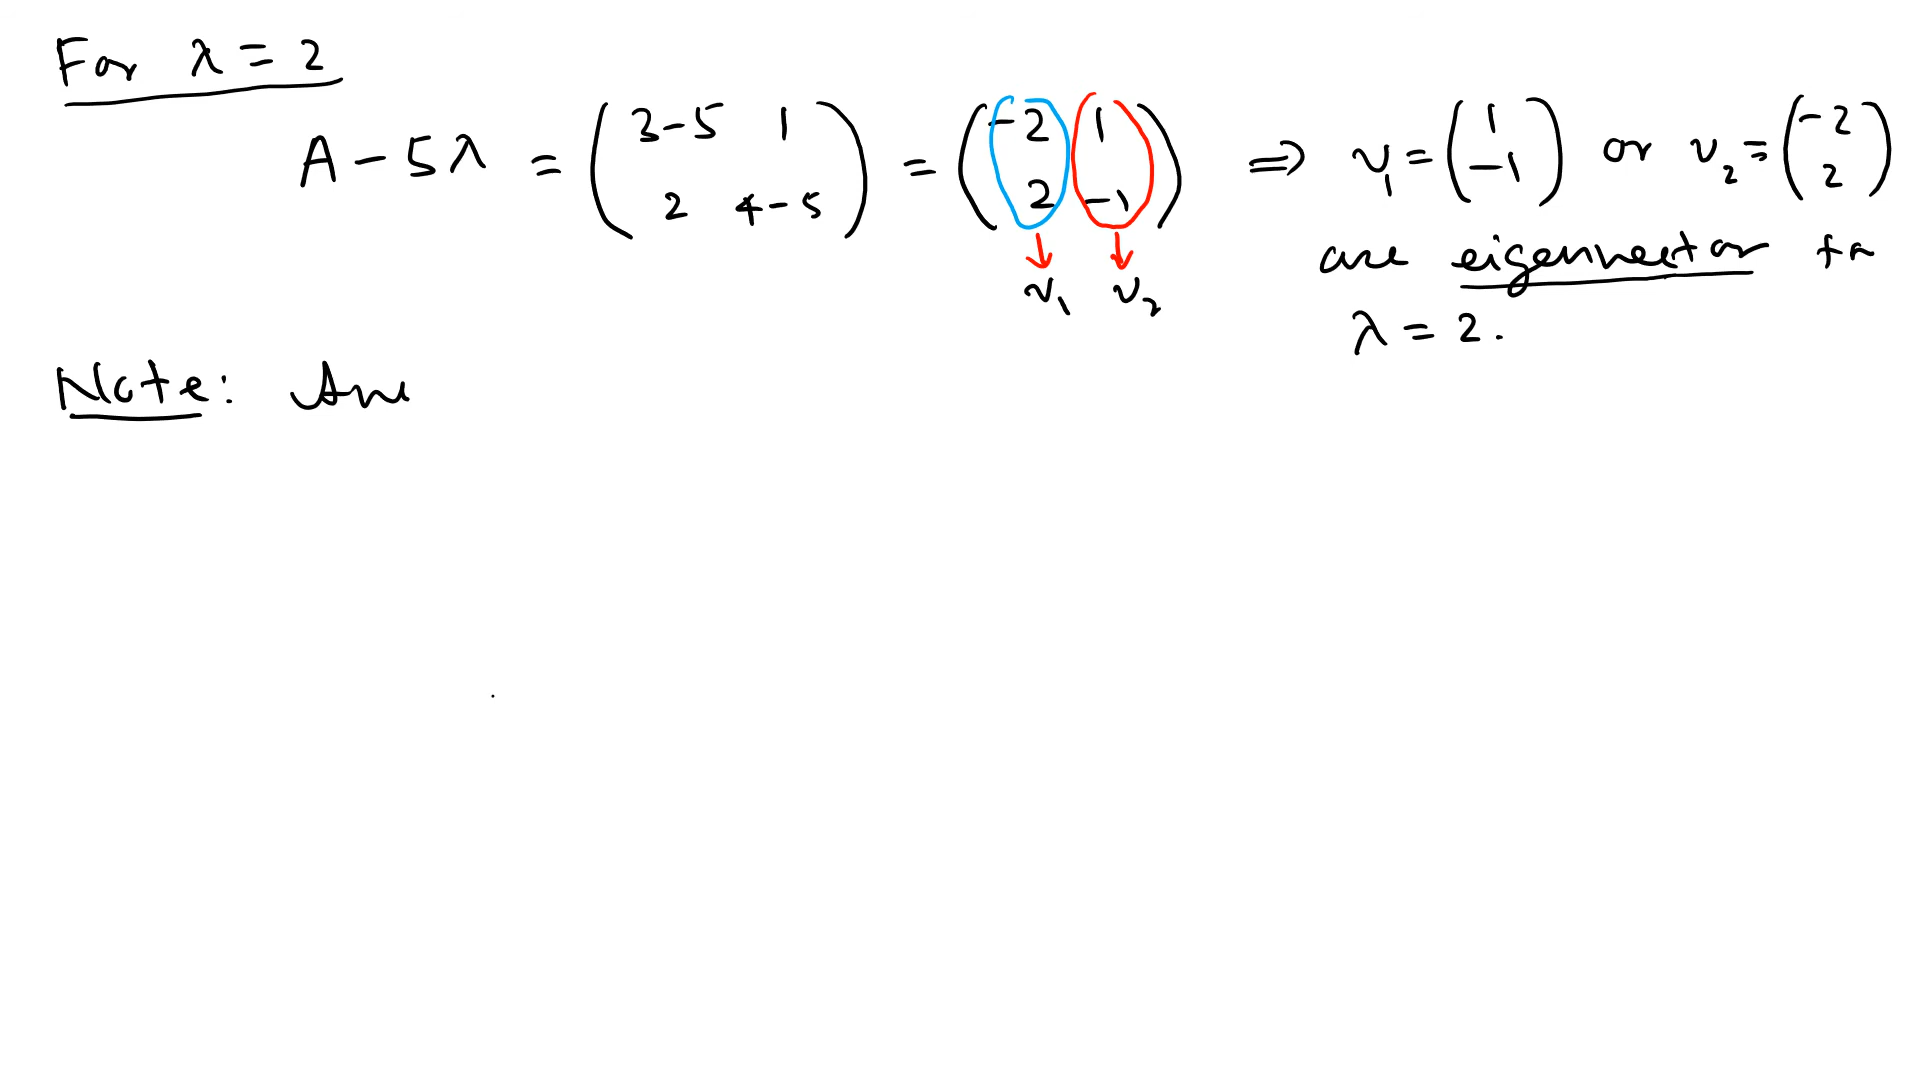 For λ = 2
A - 5λ = (3-5 1 2 4-5) = (-2 1 2 -1) ⇒ v₁ = (1 -1) or v₂ = (-2 2)
v₁ v₂
are eigenvector for
λ = 2.
Note: